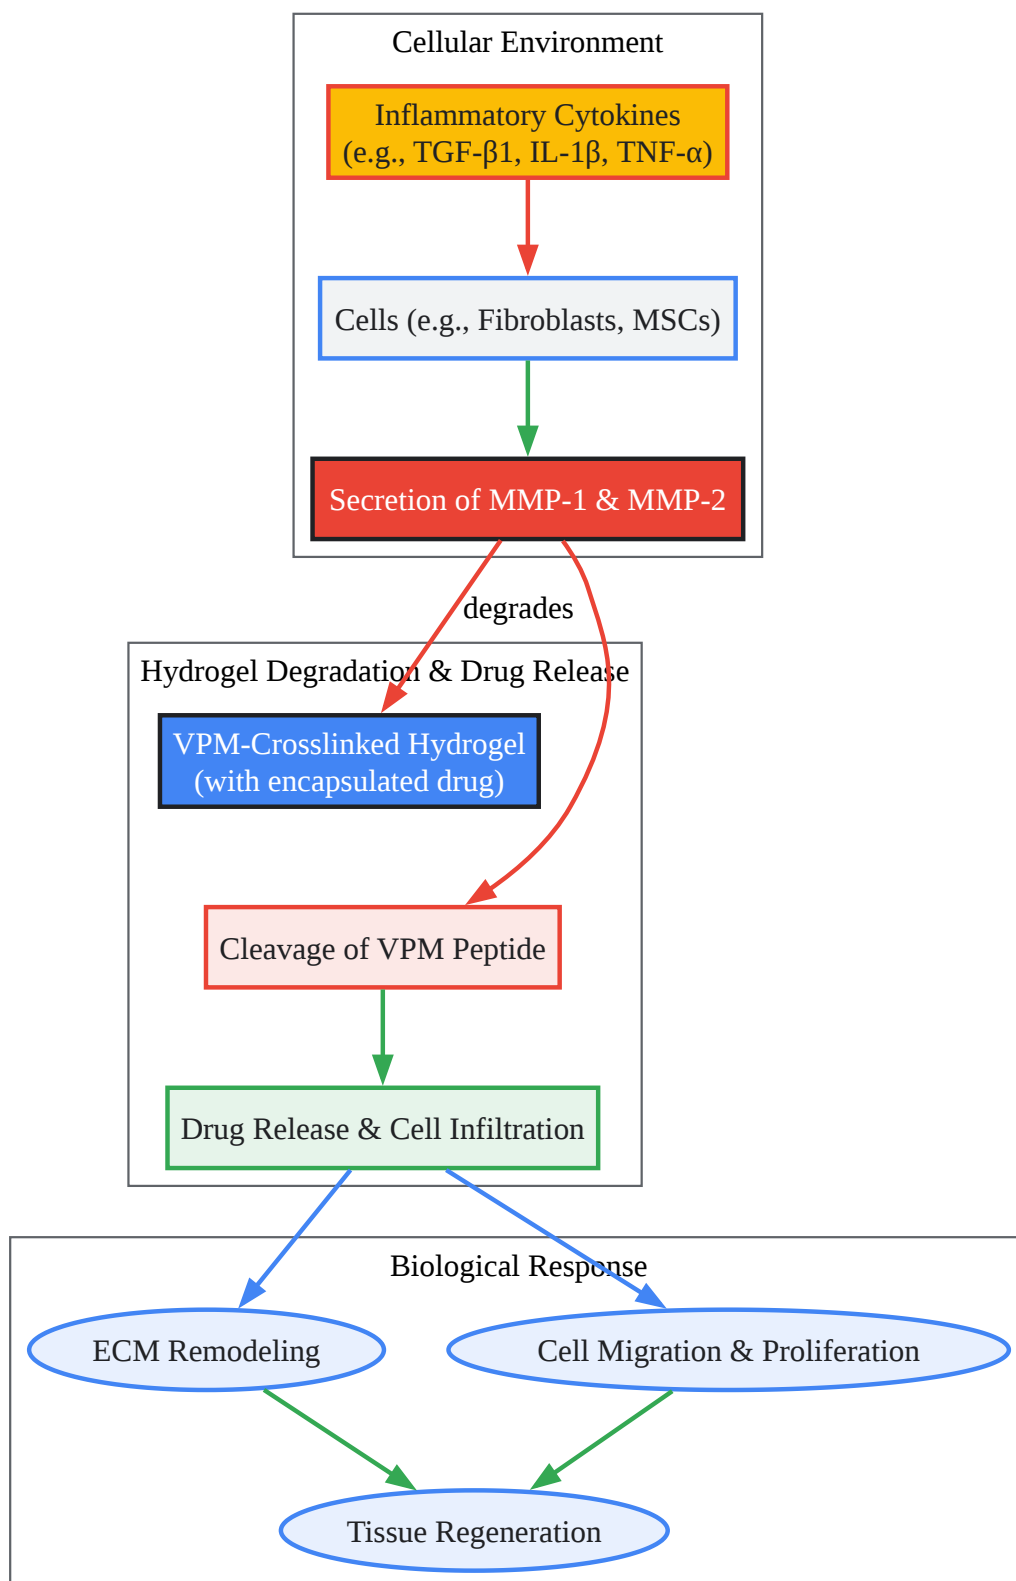 Cellular Environment
Inflammatory Cytokines
(e.g., TGF-β1, IL-1β, TNF-α)
Cells (e.g., Fibroblasts, MSCs)
Secretion of MMP-1 & MMP-2
degrades
Hydrogel Degradation & Drug Release
VPM-Crosslinked Hydrogel
(with encapsulated drug)
Cleavage of VPM Peptide
Drug Release & Cell Infiltration
Biological Response
ECM Remodeling
Cell Migration & Proliferation
Tissue Regeneration